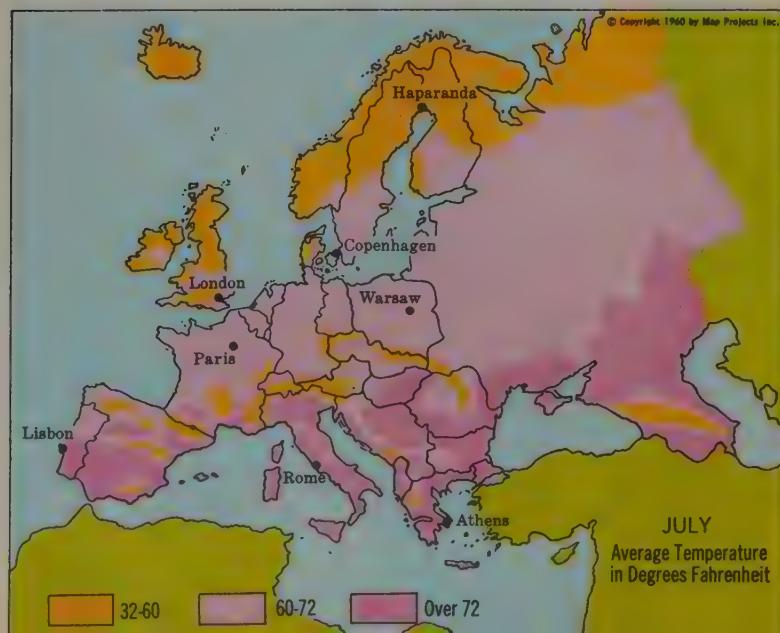 © Copyright 1960 by Map Projects Inc.
Haparanda
Copenhagen
London
Warsaw
Paris
Lisbon
Rome
Athens
JULY
Average Temperature
in Degrees Fahrenheit
32-60
60-72
Over 72